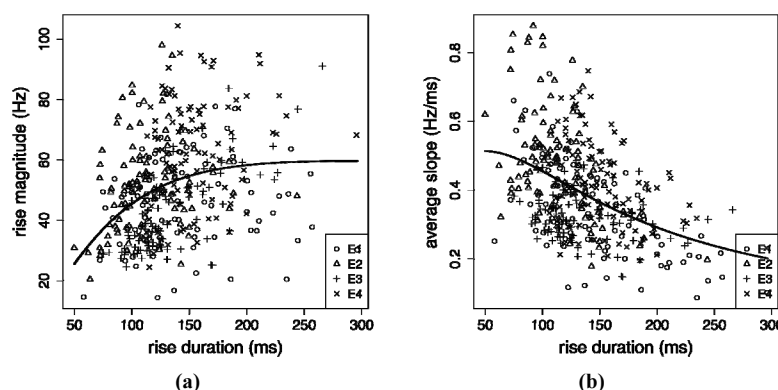 rise magnitude (Hz)
100
80
60
40
20
50
100
150
200
250
300
rise duration (ms)
E1
E2
E3
E4
(a)
average slope (Hz/ms)
0.8
0.6
0.4
0.2
50
100
150
200
250
300
rise duration (ms)
E1
E2
E3
E4
(b)